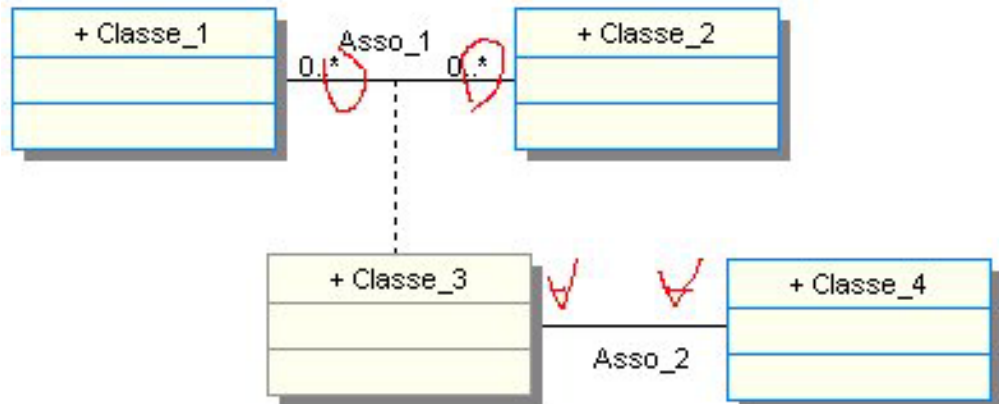 + Classe_1
Asso_1
+ Classe_2
0..*
0..*
+ Classe_3
∀
∀
+ Classe_4
Asso_2